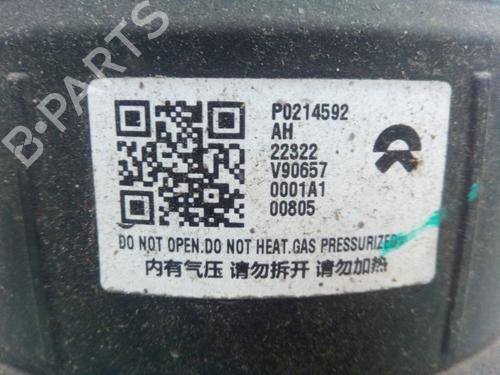 B-PARTS
P0214592
AH
22322
V90657
0001A1
00805
DO NOT OPEN.DO NOT HEAT.GAS PRESSURIZED
内有气压 请勿拆开 请勿加热